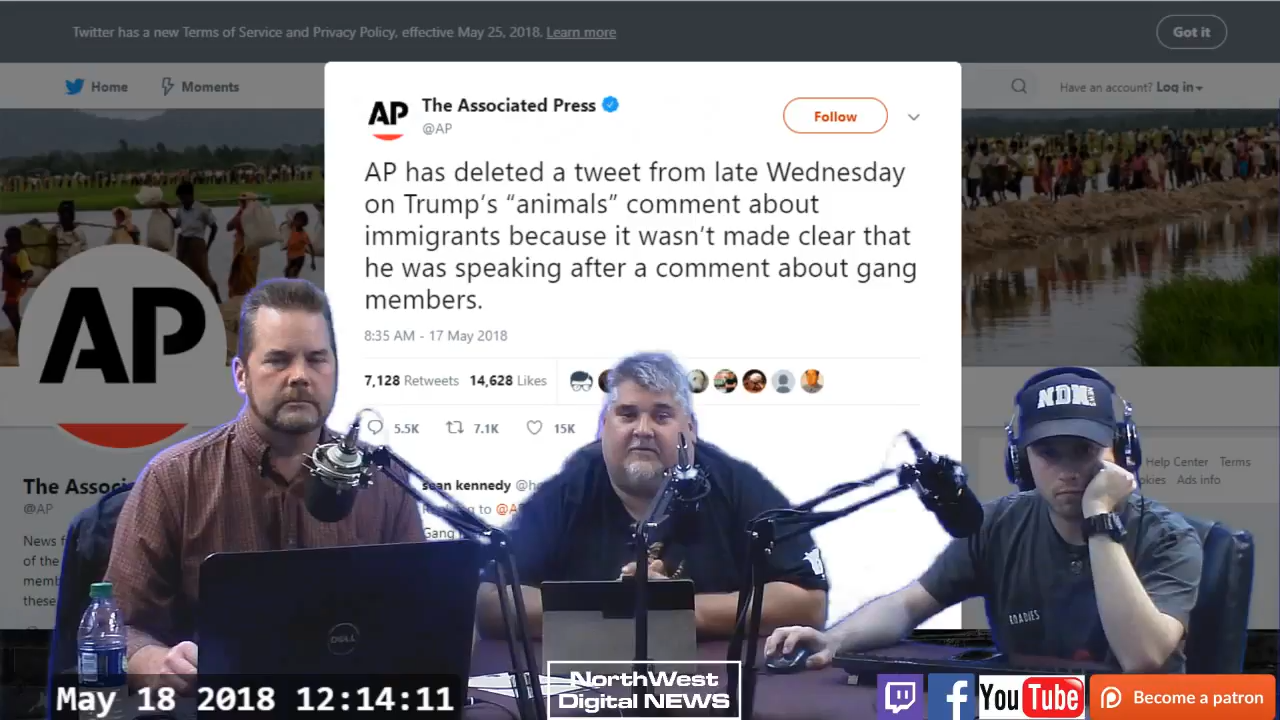 Twitter has a new Terms of Service and Privacy Policy, effective May 25, 2018. Learn more
Got it
Home
Moments
Have an account? Log in
AP
The Associated Press
@AP
Follow
AP has deleted a tweet from late Wednesday
on Trump's “animals” comment about
immigrants because it wasn't made clear that
he was speaking after a comment about gang
members.
8:35 AM - 17 May 2018
7,128 Retweets 14,628 Likes
5.5K 7.1K 15K
AP
sean kennedy
to
Gang
The
@AP
News
of the
these
Help Center Terms
Ads info
NDN
ROADIES
DELL
May 18 2018 12:14:11
NorthWest
Digital NEWS
f
YouTube
Become a patron